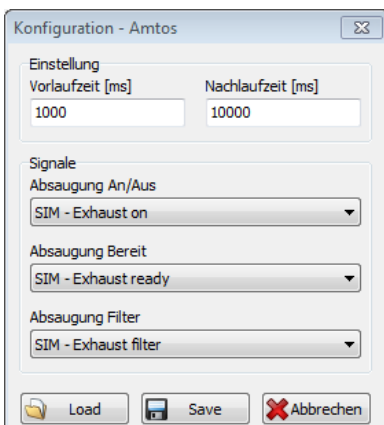 Konfiguration - Amtos
Einstellung
Vorlaufzeit [ms] Nachlaufzeit [ms]
1000 10000
Signale
Absaugung An/Aus
SIM - Exhaust on
Absaugung Bereit
SIM - Exhaust ready
Absaugung Filter
SIM - Exhaust filter
Load Save Abbrechen